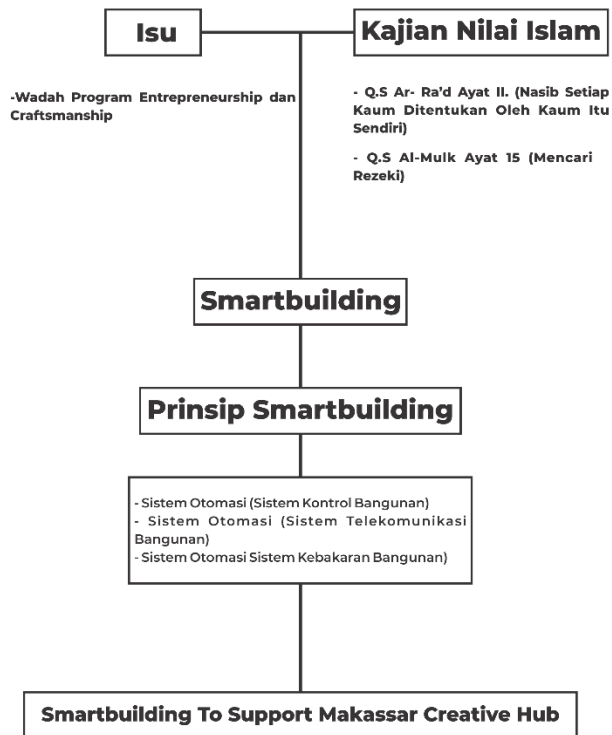 Isu
Kajian Nilai Islam
-Wadah Program Entrepreneurship dan
Craftsmanship
- Q.S Ar- Ra’d Ayat II. (Nasib Setiap
Kaum Ditentukan Oleh Kaum Itu
Sendiri)
- Q.S Al-Mulk Ayat 15 (Mencari
Rezeki)
Smartbuilding
Prinsip Smartbuilding
- Sistem Otomasi (Sistem Kontrol Bangunan)
- Sistem Otomasi (Sistem Telekomunikasi
Bangunan)
- Sistem Otomasi Sistem Kebakaran Bangunan)
Smartbuilding To Support Makassar Creative Hub